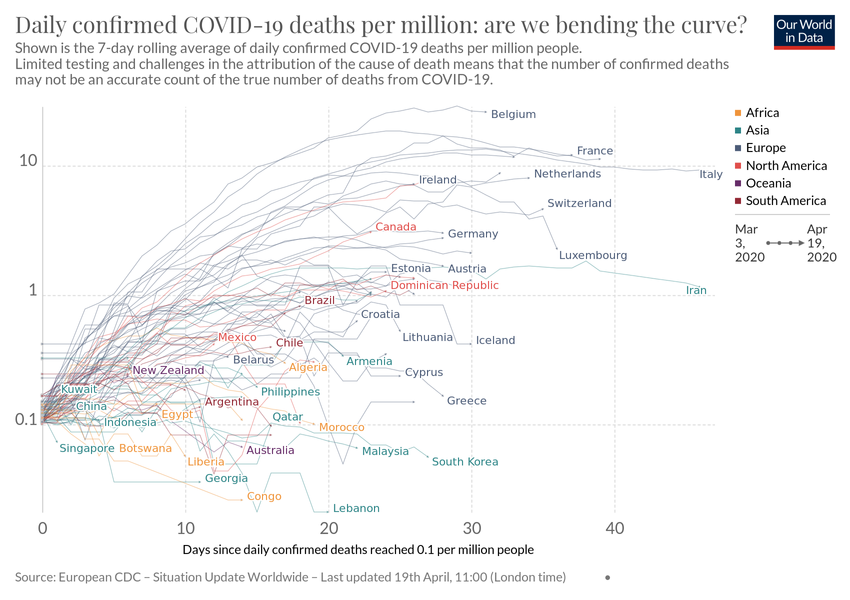 Daily confirmed COVID-19 deaths per million: are we bending the curve?
Our World
in Data
Shown is the 7-day rolling average of daily confirmed COVID-19 deaths per million people.
Limited testing and challenges in the attribution of the cause of death means that the number of confirmed deaths
may not be an accurate count of the true number of deaths from COVID-19.
Africa
Asia
Europe
North America
Oceania
South America
Mar
3,
2020
Apr
19,
2020
10
1
0.1
Belgium
France
Italy
Ireland
Netherlands
Switzerland
Canada
Germany
Luxembourg
Estonia
Austria
Dominican Republic
Iran
Brazil
Croatia
Mexico
Chile
Lithuania
Iceland
Belarus
Algeria
Armenia
New Zealand
Cyprus
Kuwait
Philippines
China
Argentina
Greece
Egypt
Qatar
Indonesia
Morocco
Singapore
Botswana
Australia
Malaysia
Liberia
South Korea
Georgia
Congo
Lebanon
0
10
20
30
40
Days since daily confirmed deaths reached 0.1 per million people
Source: European CDC – Situation Update Worldwide – Last updated 19th April, 11:00 (London time)